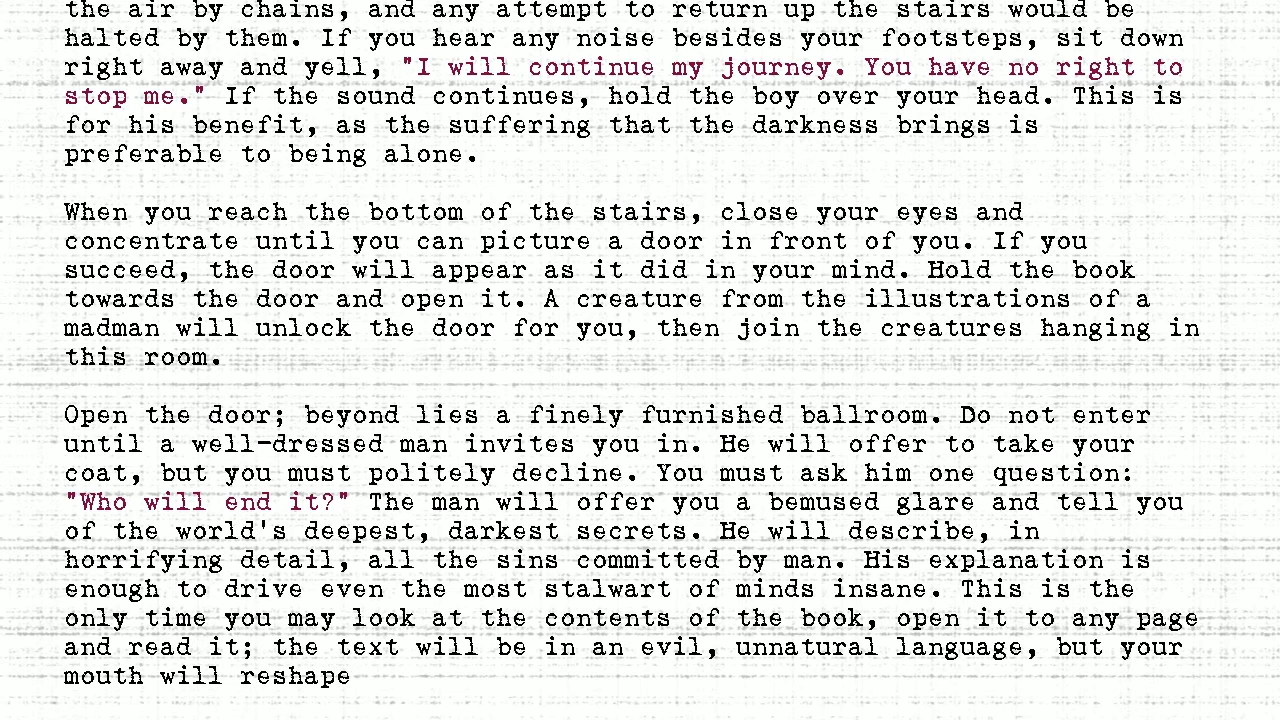 the air by chains, and any attempt to return up the stairs would be
halted by them. If you hear any noise besides your footsteps, sit down
right away and yell, "I will continue my journey. You have no right to
stop me." If the sound continues, hold the boy over your head. This is
for his benefit, as the suffering that the darkness brings is
preferable to being alone.
When you reach the bottom of the stairs, close your eyes and
concentrate until you can picture a door in front of you. If you
succeed, the door will appear as it did in your mind. Hold the book
towards the door and open it. A creature from the illustrations of a
madman will unlock the door for you, then join the creatures hanging in
this room.
Open the door; beyond lies a finely furnished ballroom. Do not enter
until a well-dressed man invites you in. He will offer to take your
coat, but you must politely decline. You must ask him one question:
"Who will end it?" The man will offer you a bemused glare and tell you
of the world's deepest, darkest secrets. He will describe, in
horrifying detail, all the sins committed by man. His explanation is
enough to drive even the most stalwart of minds insane. This is the
only time you may look at the contents of the book, open it to any page
and read it; the text will be in an evil, unnatural language, but your
mouth will reshape